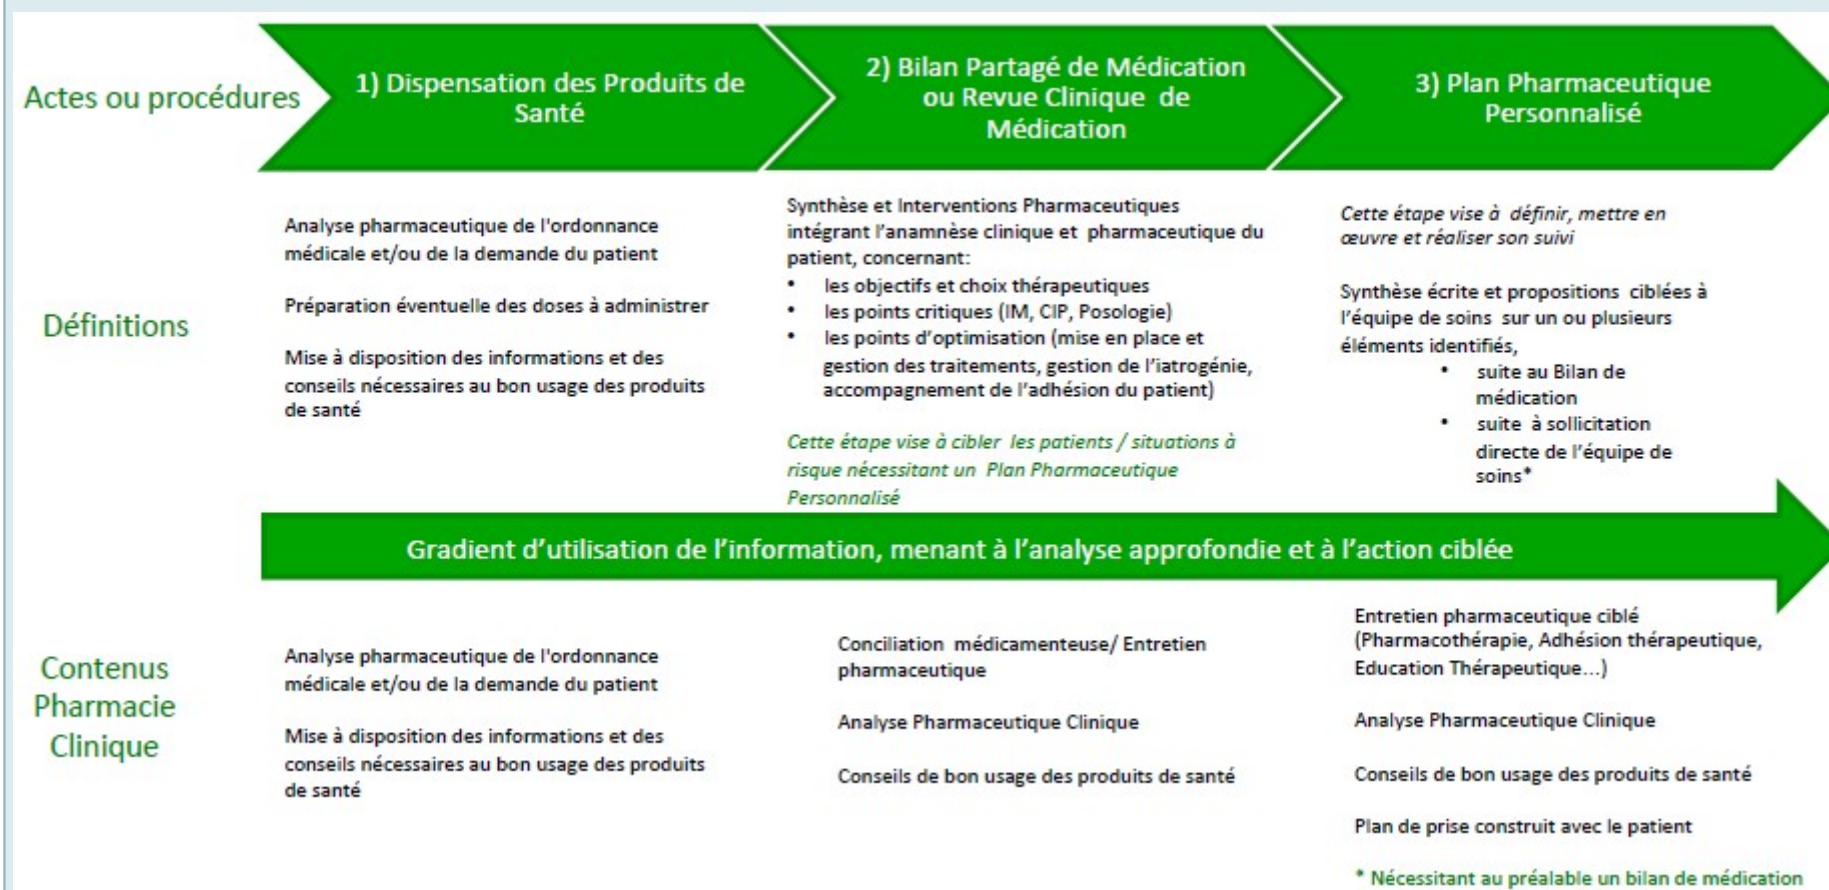 Actes ou procédures
1) Dispensation des Produits de
Santé
2) Bilan Partagé de Médication
ou Revue Clinique de
Médication
3) Plan Pharmaceutique
Personnalisé
Définitions
Analyse pharmaceutique de l'ordonnance
médicale et/ou de la demande du patient
Préparation éventuelle des doses à administrer
Mise à disposition des informations et des
conseils nécessaires au bon usage des produits
de santé
Synthèse et Interventions Pharmaceutiques
intégrant l'anamnèse clinique et pharmaceutique du
patient, concernant:
• les objectifs et choix thérapeutiques
• les points critiques (IM, CIP, Posologie)
• les points d'optimisation (mise en place et
gestion des traitements, gestion de l'iatrogénie,
accompagnement de l'adhésion du patient)
Cette étape vise à cibler les patients / situations à
risque nécessitant un Plan Pharmaceutique
Personnalisé
Cette étape vise à définir, mettre en
œuvre et réaliser son suivi
Synthèse écrite et propositions ciblées à
l'équipe de soins sur un ou plusieurs
éléments identifiés,
• suite au Bilan de
médication
• suite à sollicitation
directe de l'équipe de
soins*
Gradient d'utilisation de l'information, menant à l'analyse approfondie et à l'action ciblée
Contenus
Pharmacie
Clinique
Analyse pharmaceutique de l'ordonnance
médicale et/ou de la demande du patient
Mise à disposition des informations et des
conseils nécessaires au bon usage des produits
de santé
Conciliation médicamenteuse/ Entretien
pharmaceutique
Analyse Pharmaceutique Clinique
Conseils de bon usage des produits de santé
Entretien pharmaceutique ciblé
(Pharmacothérapie, Adhésion thérapeutique,
Education Thérapeutique...)
Analyse Pharmaceutique Clinique
Conseils de bon usage des produits de santé
Plan de prise construit avec le patient
* Nécessitant au préalable un bilan de médication